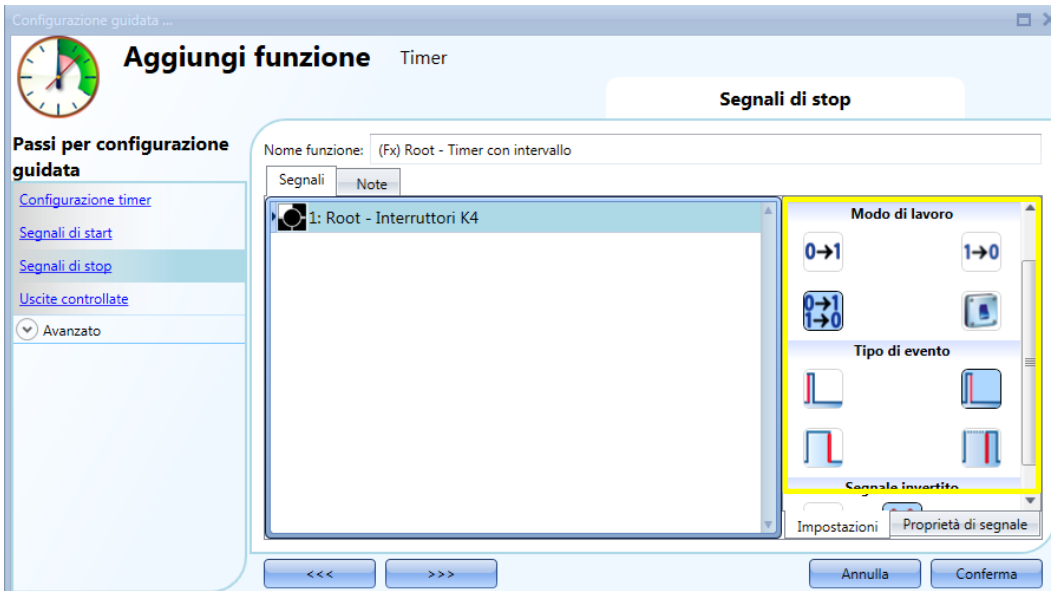 Configurazione guidata ...
Aggiungi funzione Timer
Segnali di stop
Passi per configurazione guidata
Configurazione timer
Segnali di start
Segnali di stop
Uscite controllate
Avanzato
Nome funzione: (Fx) Root - Timer con intervallo
Segnali Note
1: Root - Interruttori K4
Modo di lavoro
0→1 1→0
0→1
1→0
Tipo di evento
Segnale invertito
Impostazioni Proprietà di segnale
<<< >>> Annulla Conferma